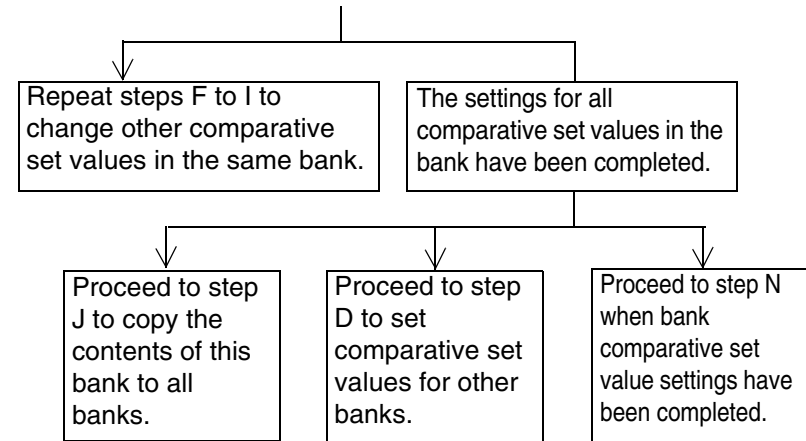 Repeat steps F to I to
change other comparative
set values in the same bank.
The settings for all
comparative set values in the
bank have been completed.
Proceed to step
J to copy the
contents of this
bank to all
banks.
Proceed to step
D to set
comparative set
values for other
banks.
Proceed to step N
when bank
comparative set
value settings have
been completed.